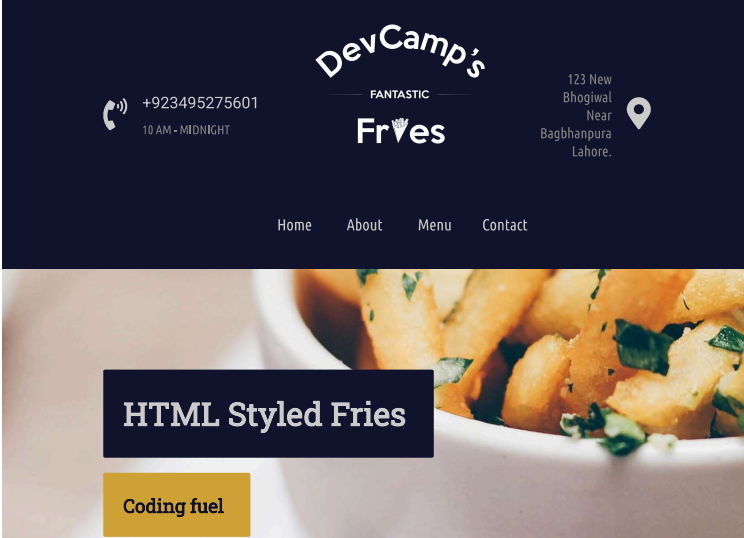 DevCamp's
FANTASTIC
Fries
+923495275601
10 AM - MIDNIGHT
123 New
Bhogiwal
Near
Bagbhanpura
Lahore.
Home About Menu Contact
HTML Styled Fries
Coding fuel